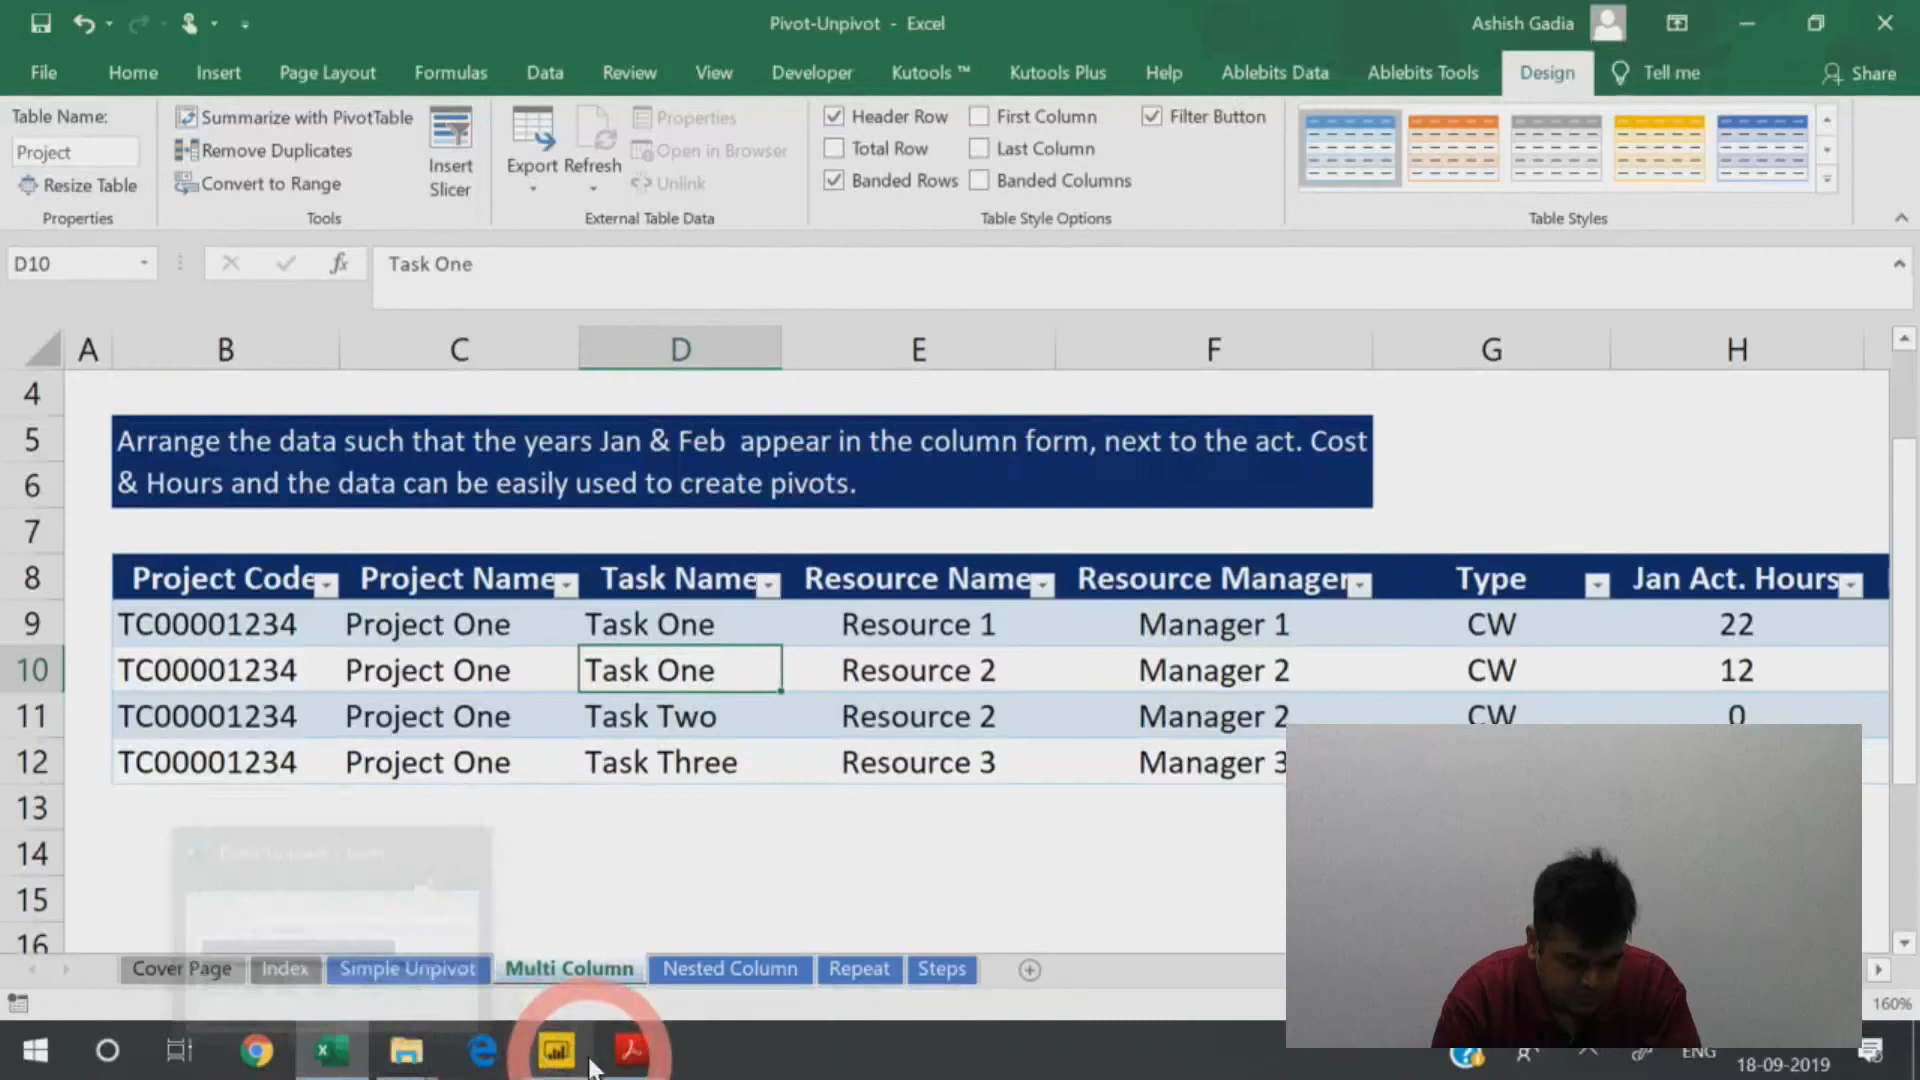 Pivot-Unpivot - Excel
Ashish Gadia
File Home Insert Page Layout Formulas Data Review View Developer Kutools ™ Kutools Plus Help Ablebits Data Ablebits Tools Design Tell me Share
Table Name:
Project
Resize Table
Properties
Summarize with PivotTable
Remove Duplicates
Convert to Range
Tools
Insert
Slicer
Export Refresh
Properties
Open in Browser
Unlink
External Table Data
Header Row First Column Filter Button
Total Row Last Column
Banded Rows Banded Columns
Table Style Options
Table Styles
D10 fx Task One
A B C D E F G H
4
5 Arrange the data such that the years Jan & Feb appear in the column form, next to the act. Cost
6 & Hours and the data can be easily used to create pivots.
7
8 Project Code Project Name Task Name Resource Name Resource Manager Type Jan Act. Hours
9 TC00001234 Project One Task One Resource 1 Manager 1 CW 22
10 TC00001234 Project One Task One Resource 2 Manager 2 CW 12
11 TC00001234 Project One Task Two Resource 2 Manager 2 CW 0
12 TC00001234 Project One Task Three Resource 3 Manager 3
13
14
15
16
Cover Page Index Simple Unpivot Multi Column Nested Column Repeat Steps
160%
ENG
18-09-2019